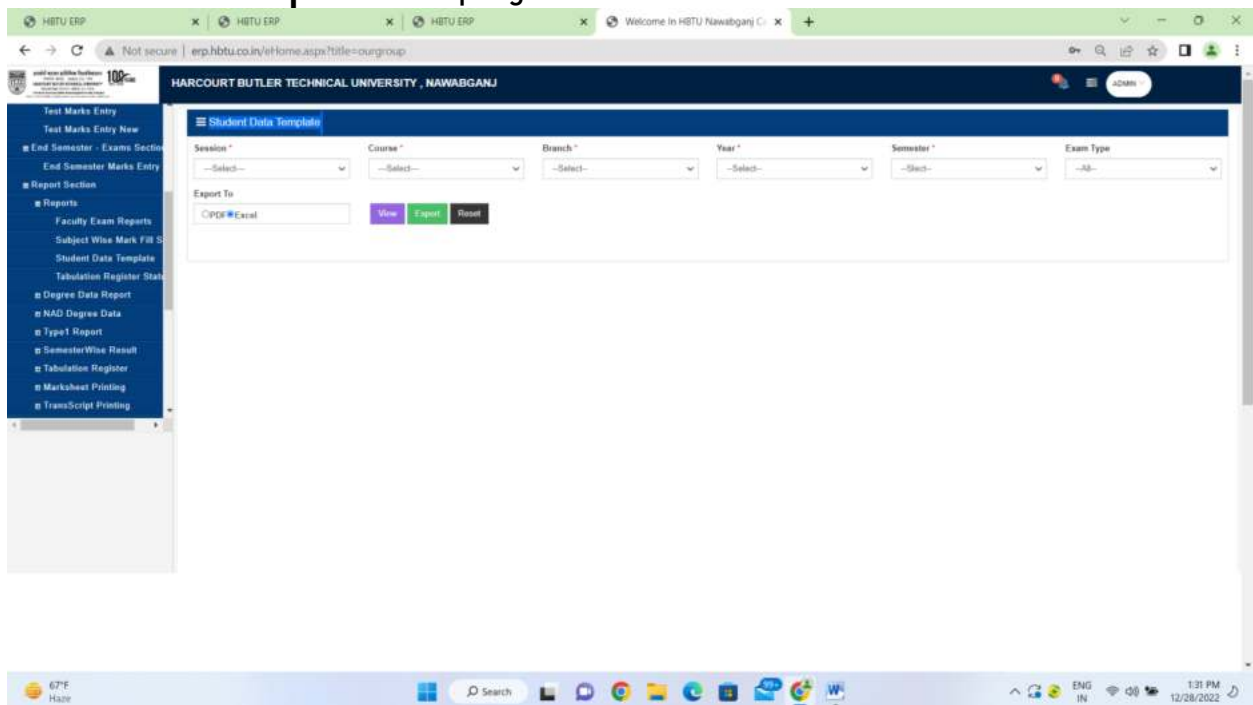 HBTU ERP
HBTU ERP
HBTU ERP
Welcome In HBTU Nawabganj C
Not secure | erp.hbtu.co.in/eHome.aspx?title=ourgroup
HARCOURT BUTLER TECHNICAL UNIVERSITY , NAWABGANJ
ADMIN
Test Marks Entry
Test Marks Entry New
End Semester - Exams Section
End Semester Marks Entry
Report Section
Reports
Faculty Exam Reports
Subject Wise Mark Fill S
Student Data Template
Tabulation Register State
Degree Data Report
NAD Degree Data
Type1 Report
SemesterWise Result
Tabulation Register
Marksheet Printing
TransScript Printing
Student Data Template
Session * Course * Branch * Year * Semester * Exam Type
---Select--- ---Select--- --Select-- --Select-- --Slect-- --All--
Export To
PDF Excel View Export Reset
67°F
Haze
Search
99+
ENG
IN
1:31 PM
12/28/2022